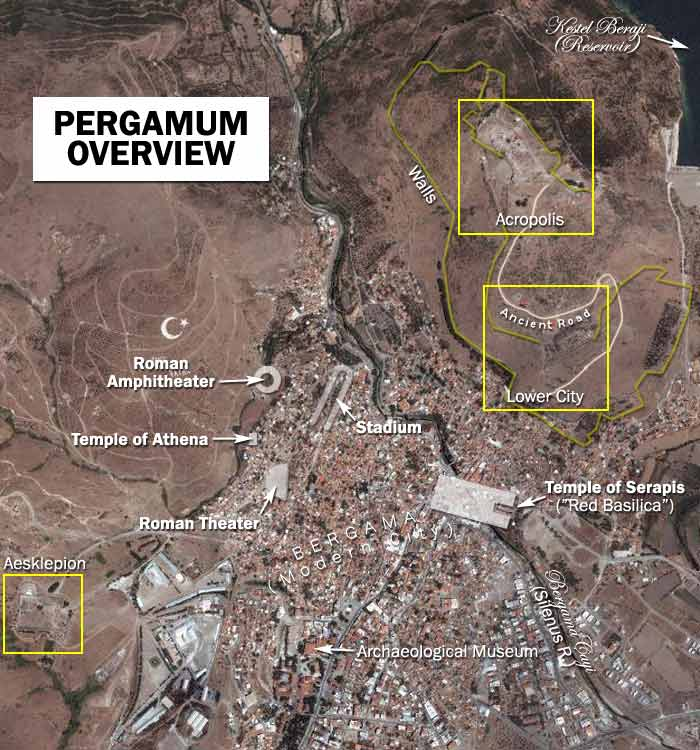 Kestel Beraji
(Reservoir)
PERGAMUM
OVERVIEW
Walls
Acropolis
Ancient Road
Roman
Amphitheater
Lower City
Stadium
Temple of Athena
Temple of Serapis
("Red Basilica")
Roman Theater
BERGAMA
(Modern City)
Aesklepion
Bergama Cayi
(Silenus R.)
Archaeological Museum